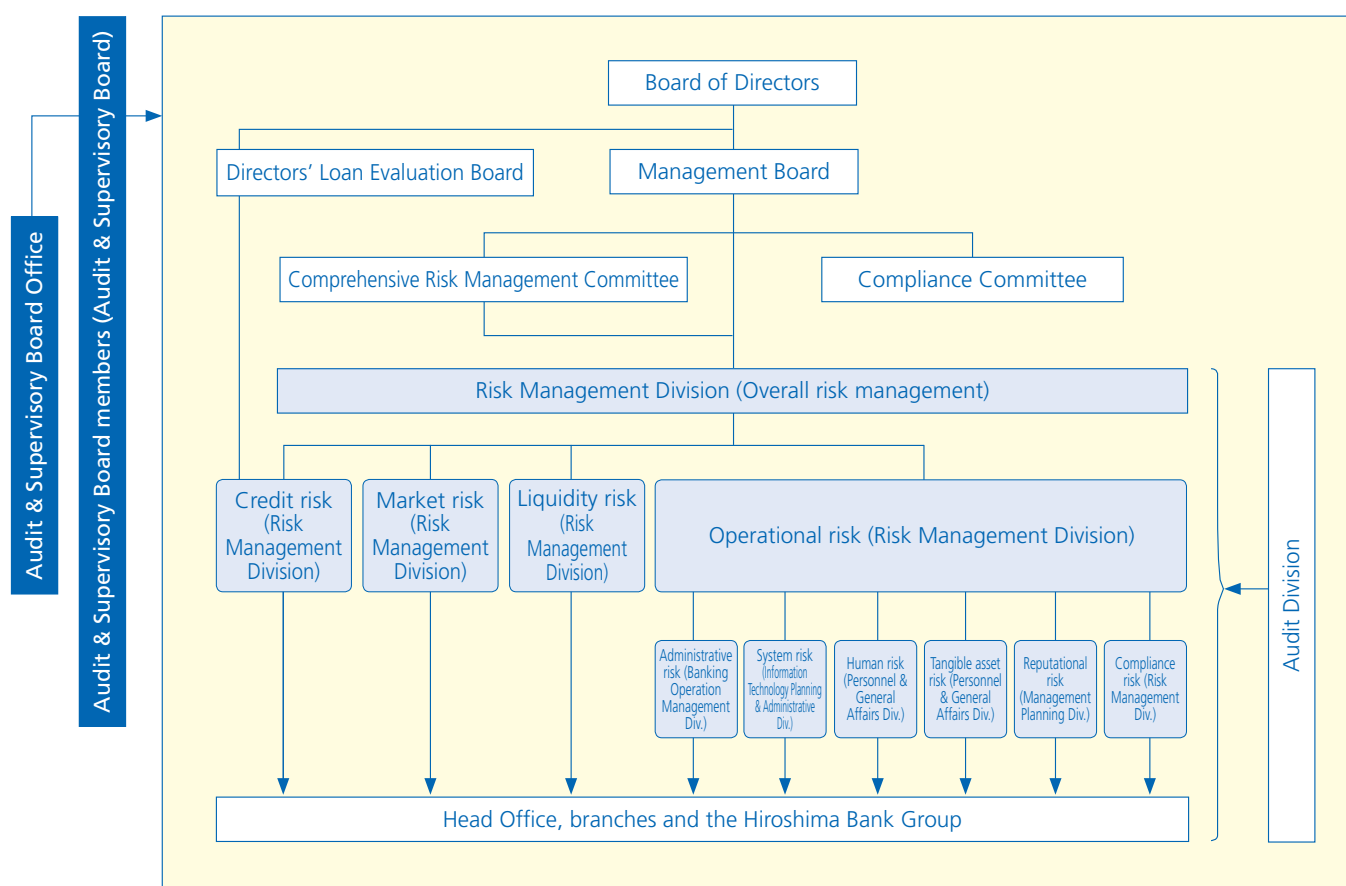 Audit & Supervisory Board Office
Audit & Supervisory Board members (Audit & Supervisory Board)
Board of Directors
Directors’ Loan Evaluation Board
Management Board
Comprehensive Risk Management Committee
Compliance Committee
Risk Management Division (Overall risk management)
Credit risk
(Risk
Management
Division)
Market risk
(Risk
Management
Division)
Liquidity risk
(Risk
Management
Division)
Operational risk (Risk Management Division)
Administrative
risk (Banking
Operation
Management
Div.)
System risk
(Information
Technology Planning
& Administrative
Div.)
Human risk
(Personnel &
General
Affairs Div.)
Tangible asset
risk (Personnel
& General
Affairs Div.)
Reputational
risk
(Management
Planning Div.)
Compliance
risk (Risk
Management
Div.)
Head Office, branches and the Hiroshima Bank Group
Audit Division